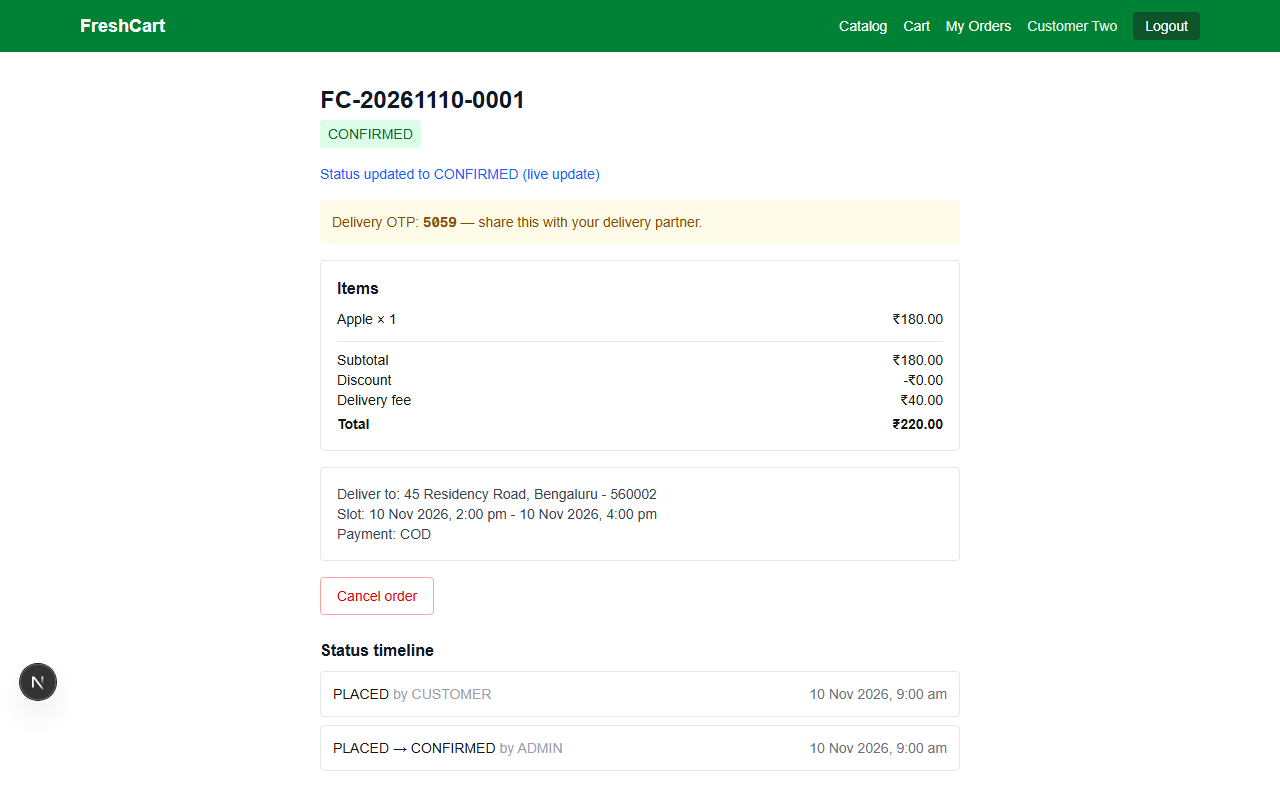 FreshCart
Catalog Cart My Orders Customer Two Logout
FC-20261110-0001
CONFIRMED
Status updated to CONFIRMED (live update)
Delivery OTP: 5059 — share this with your delivery partner.
Items
Apple × 1 ₹180.00
Subtotal ₹180.00
Discount -₹0.00
Delivery fee ₹40.00
Total ₹220.00
Deliver to: 45 Residency Road, Bengaluru - 560002
Slot: 10 Nov 2026, 2:00 pm - 10 Nov 2026, 4:00 pm
Payment: COD
Cancel order
Status timeline
N
PLACED by CUSTOMER 10 Nov 2026, 9:00 am
PLACED → CONFIRMED by ADMIN 10 Nov 2026, 9:00 am